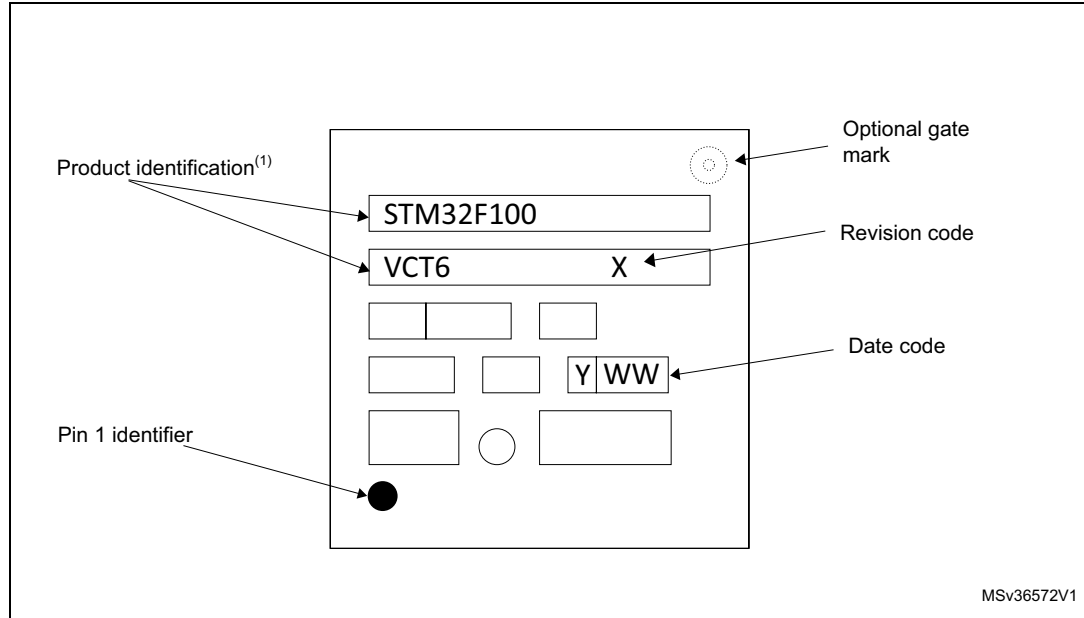 Optional gate
mark
Product identification(1)
STM32F100
Revision code
VCT6 X
Date code
Y WW
Pin 1 identifier
MSv36572V1